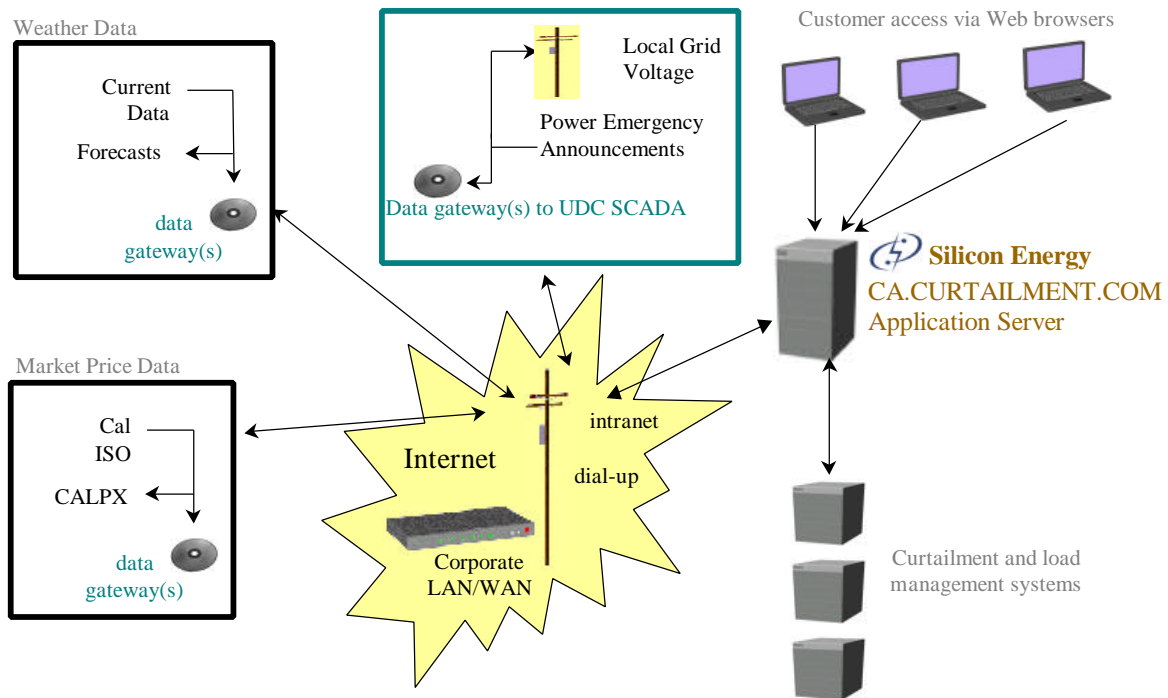 Weather Data
Current
Data
Forecasts
data
gateway(s)
Local Grid
Voltage
Power Emergency
Announcements
Data gateway(s) to UDC SCADA
Customer access via Web browsers
Silicon Energy
CA.CURTAILMENT.COM
Application Server
Market Price Data
Cal
ISO
CALPX
data
gateway(s)
Internet
intranet
dial-up
Corporate
LAN/WAN
Curtailment and load
management systems